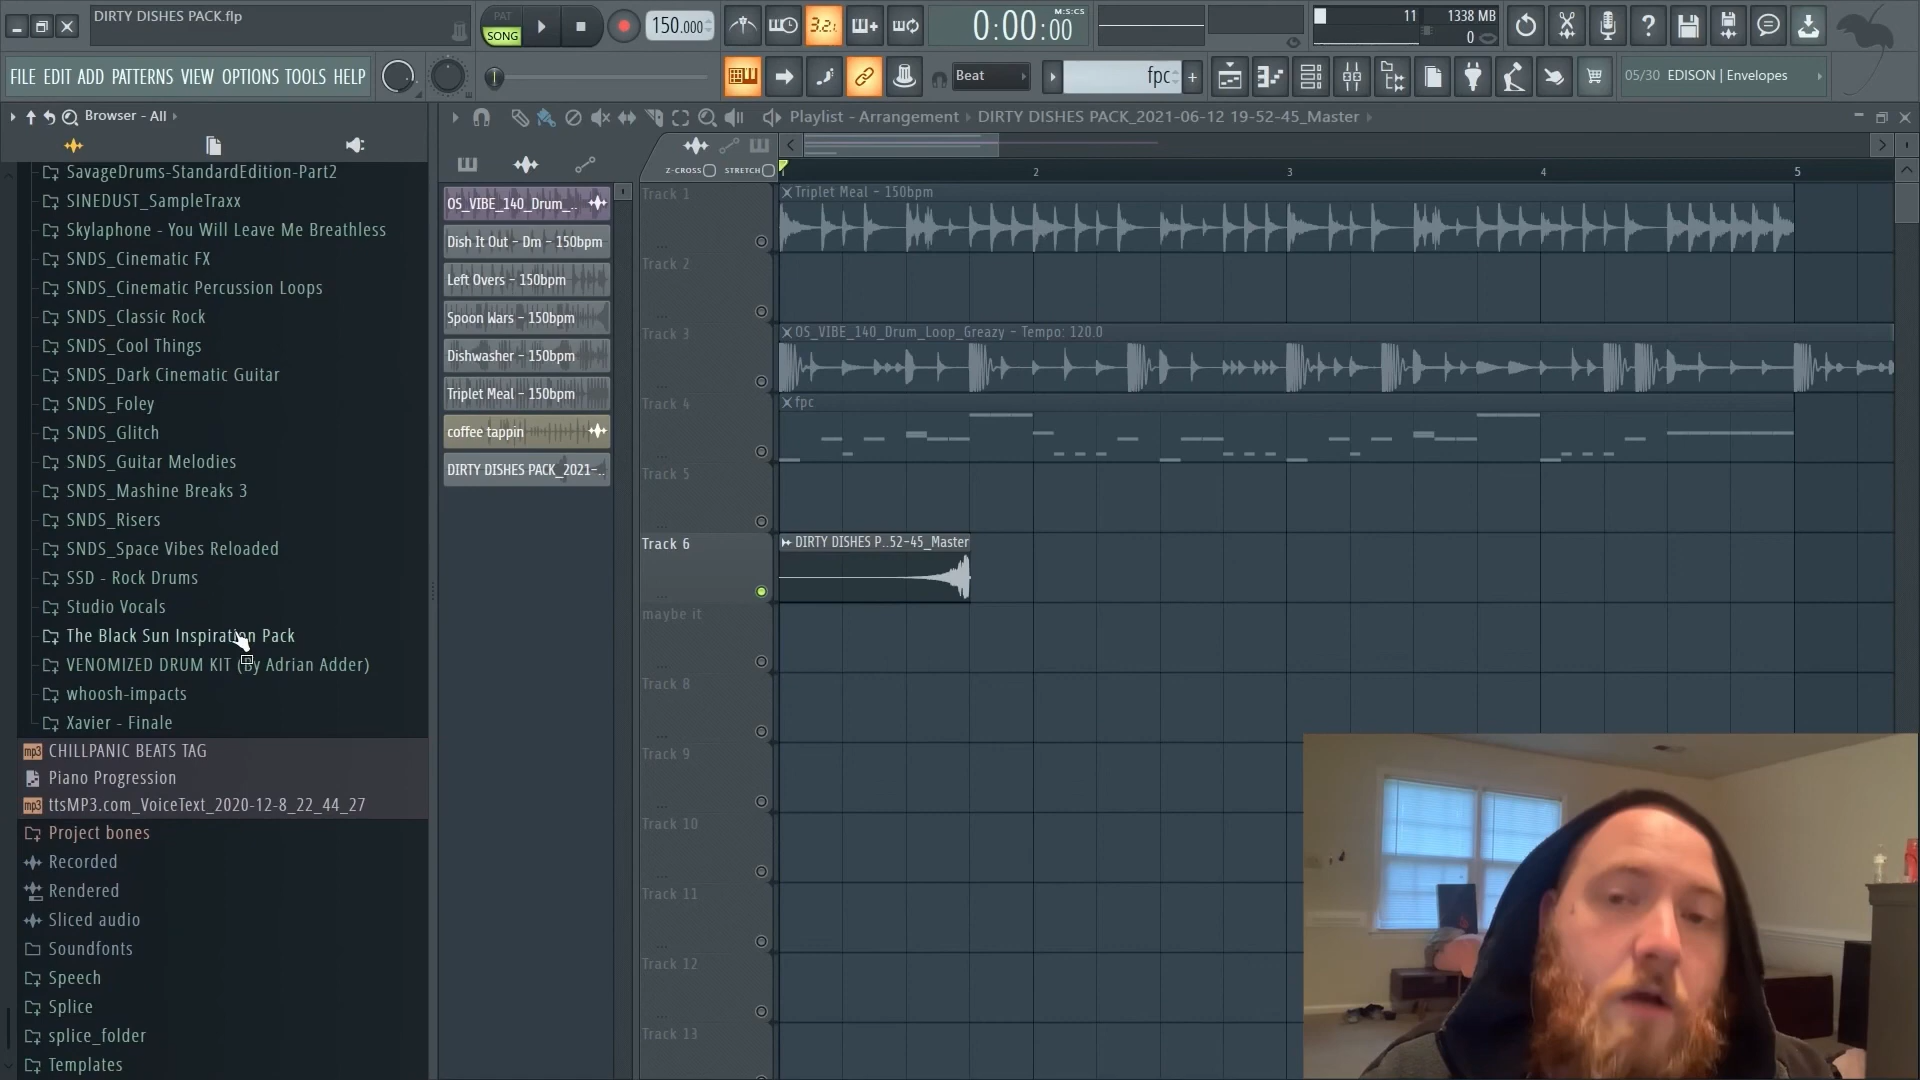 DIRTY DISHES PACK.flp
PAT
SONG
150.000
3.2.
0:00:00
M:S:CS
11
1338 MB
0
FILE EDIT ADD PATTERNS VIEW OPTIONS TOOLS HELP
Beat
fpc
05/30 EDISON | Envelopes
Browser - All
Playlist - Arrangement
DIRTY DISHES PACK_2021-06-12 19-52-45_Master
SavageDrums-StandardEdition-Part2
SINEDUST_SampleTraxx
Skylaphone - You Will Leave Me Breathless
SNDS_Cinematic FX
SNDS_Cinematic Percussion Loops
SNDS_Classic Rock
SNDS_Cool Things
SNDS_Dark Cinematic Guitar
SNDS_Foley
SNDS_Glitch
SNDS_Guitar Melodies
SNDS_Mashine Breaks 3
SNDS_Risers
SNDS_Space Vibes Reloaded
SSD - Rock Drums
Studio Vocals
The Black Sun Inspiration Pack
VENOMIZED DRUM KIT (By Adrian Adder)
whoosh-impacts
Xavier - Finale
mp3 CHILLPANIC BEATS TAG
Piano Progression
mp3 ttsMP3.com_VoiceText_2020-12-8_22_44_27
Project bones
Recorded
Rendered
Sliced audio
Soundfonts
Speech
Splice
splice_folder
Templates
OS_VIBE_140_Drum_..
Dish It Out - Dm - 150bpm
Left Overs - 150bpm
Spoon Wars - 150bpm
Dishwasher - 150bpm
Triplet Meal - 150bpm
coffee tappin
DIRTY DISHES PACK_2021-..
Z-CROSS
STRETCH
2
3
4
5
Track 1
Triplet Meal - 150bpm
Track 2
Track 3
OS_VIBE_140_Drum_Loop_Greazy - Tempo: 120.0
Track 4
fpc
Track 5
Track 6
DIRTY DISHES P..52-45_Master
maybe it
Track 8
Track 9
Track 10
Track 11
Track 12
Track 13